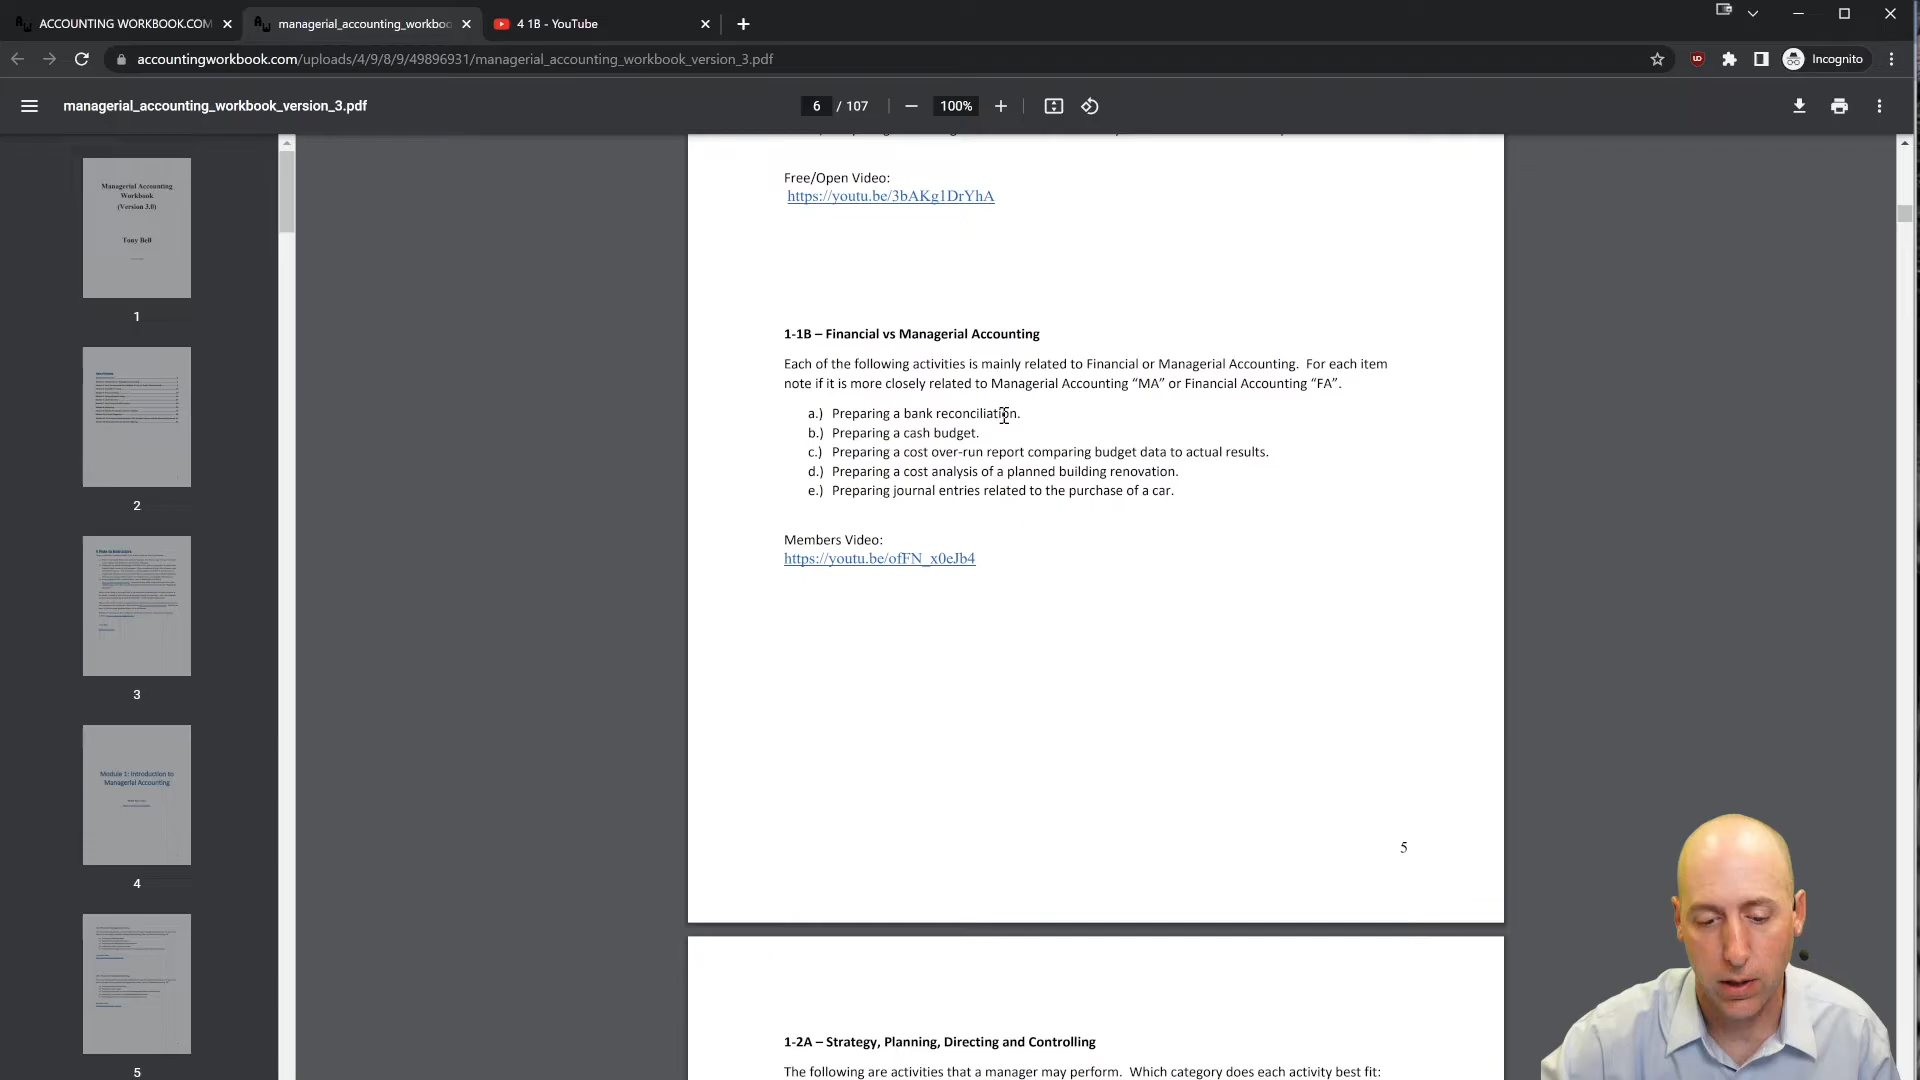 ACCOUNTING WORKBOOK.COM
managerial_accounting_workboo
4 1B - YouTube
accountingworkbook.com/uploads/4/9/8/9/49896931/managerial_accounting_workbook_version_3.pdf
Incognito
managerial_accounting_workbook_version_3.pdf
6 / 107
100%
Managerial Accounting
Workbook
(Version 3.0)
Tony Bell
1
2
3
Module 1: Introduction to
Managerial Accounting
4
5
Free/Open Video:
https://youtu.be/3bAKg1DrYhA
1-1B – Financial vs Managerial Accounting
Each of the following activities is mainly related to Financial or Managerial Accounting.  For each item
note if it is more closely related to Managerial Accounting “MA” or Financial Accounting “FA”.
a.) Preparing a bank reconciliation.
b.) Preparing a cash budget.
c.) Preparing a cost over-run report comparing budget data to actual results.
d.) Preparing a cost analysis of a planned building renovation.
e.) Preparing journal entries related to the purchase of a car.
Members Video:
https://youtu.be/ofFN_x0eJb4
5
1-2A – Strategy, Planning, Directing and Controlling
The following are activities that a manager may perform.  Which category does each activity best fit: